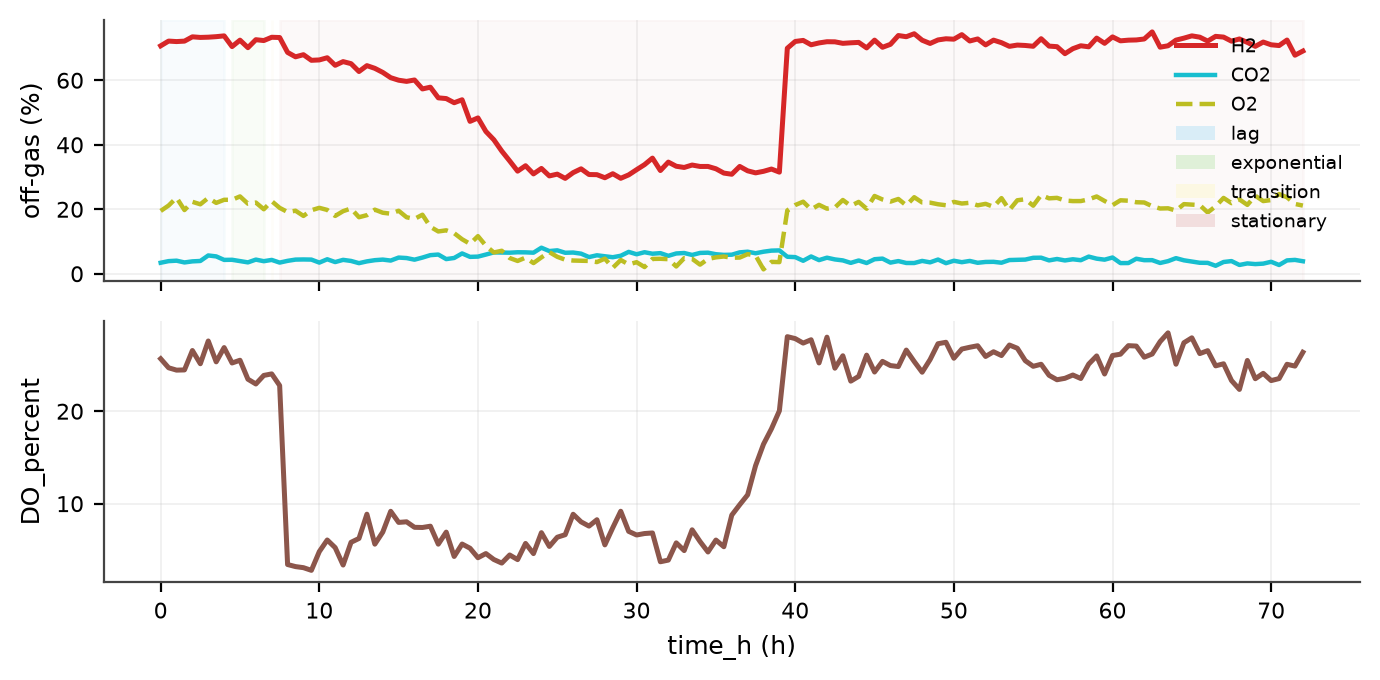 off-gas (%)
60
40
20
0
H2
CO2
O2
lag
exponential
transition
stationary
DO_percent
20
10
0 10 20 30 40 50 60 70
time_h (h)